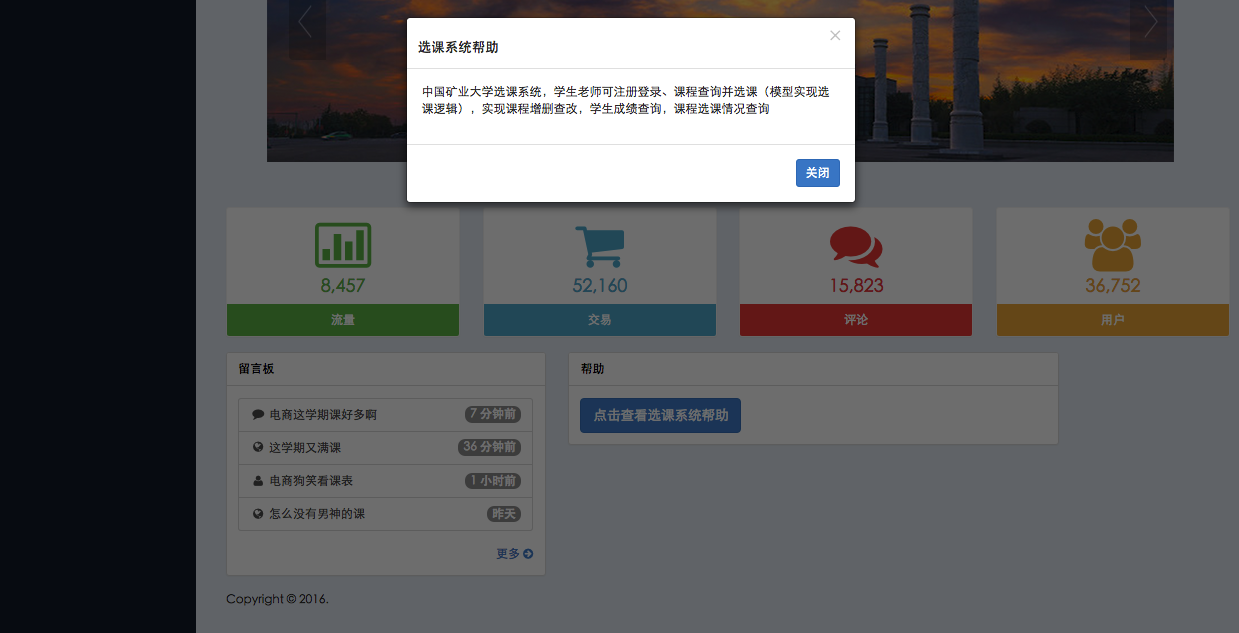 选课系统帮助
×
中国矿业大学选课系统，学生老师可注册登录、课程查询并选课（模型实现选
课逻辑），实现课程增删查改，学生成绩查询，课程选课情况查询
关闭
8,457
流量
52,160
交易
15,823
评论
36,752
用户
留言板
电商这学期课好多啊 7 分钟前
这学期又满课 36 分钟前
电商狗笑看课表 1 小时前
怎么没有男神的课 昨天
更多
帮助
点击查看选课系统帮助
Copyright © 2016.